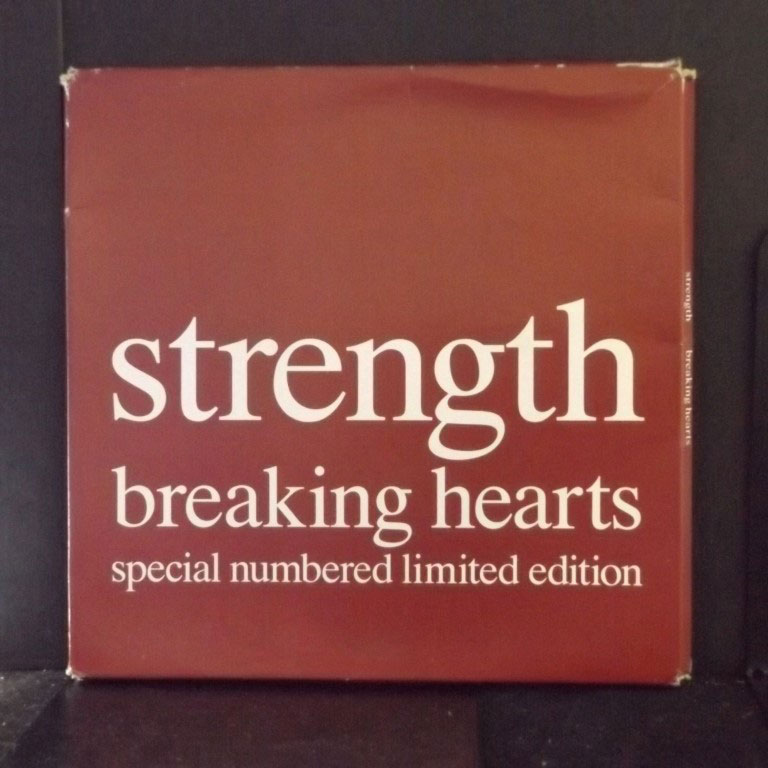 strength
breaking hearts
special numbered limited edition
strength breaking hearts